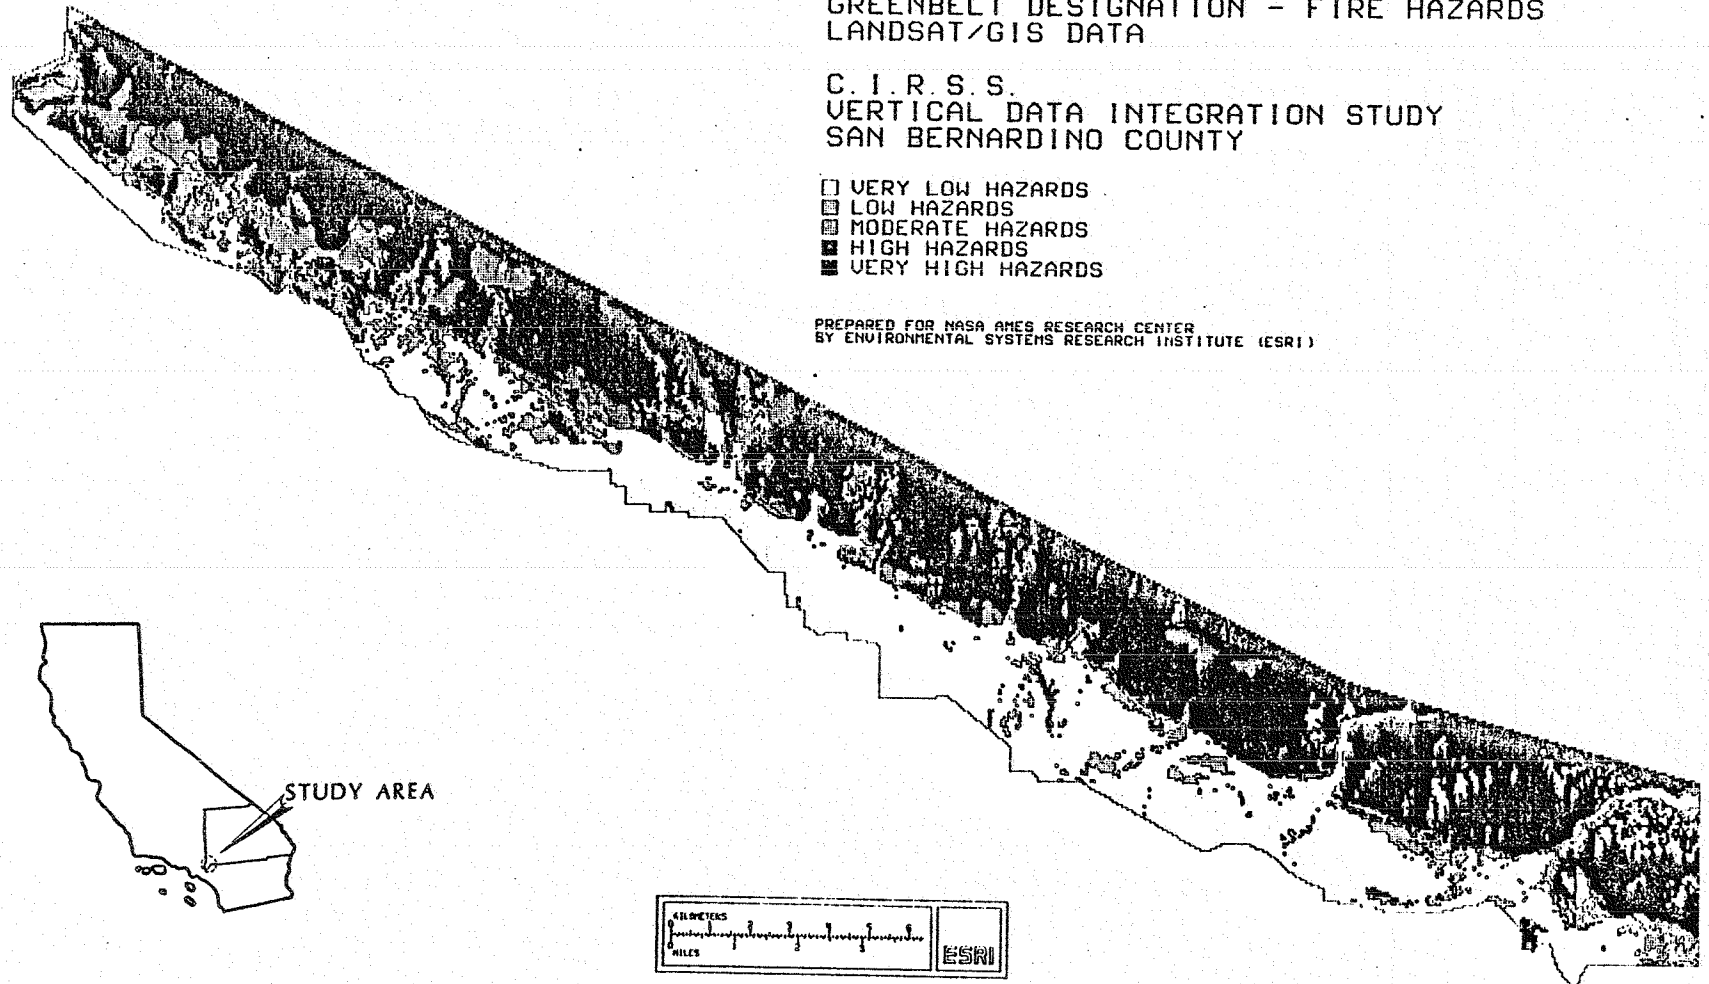 GREENBELT DESIGNATION - FIRE HAZARDS
LANDSAT/GIS DATA
C.I.R.S.S.
VERTICAL DATA INTEGRATION STUDY
SAN BERNARDINO COUNTY
VERY LOW HAZARDS
LOW HAZARDS
MODERATE HAZARDS
HIGH HAZARDS
VERY HIGH HAZARDS
PREPARED FOR NASA AMES RESEARCH CENTER
BY ENVIRONMENTAL SYSTEMS RESEARCH INSTITUTE (ESRI)
STUDY AREA
KILOMETERS
MILES
ESRI